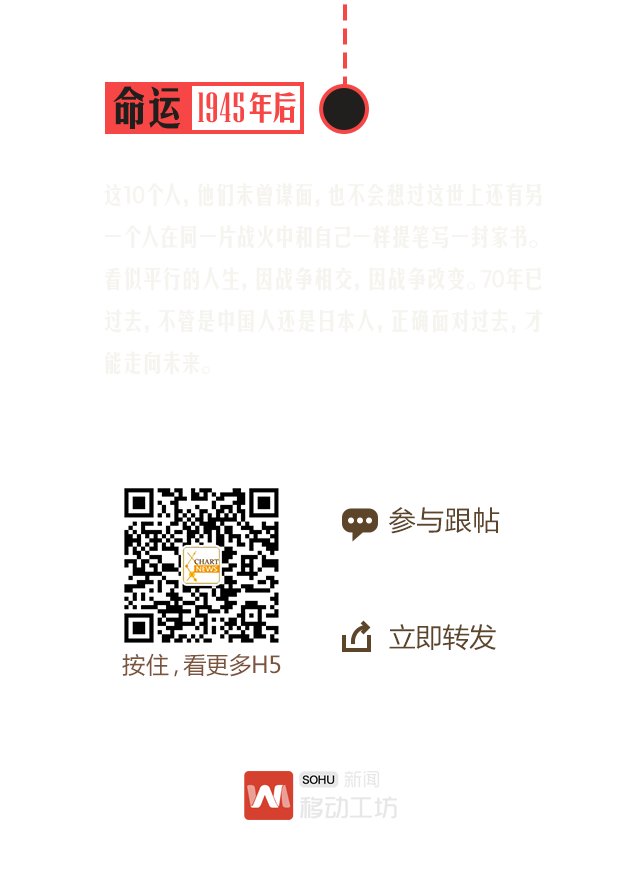 命运 1945年后
这10个人，他们未曾谋面，也不会想过这世上还有另
一个人在同一片战火中和自己一样提笔写一封家书。
看似平行的人生，因战争相交，因战争改变。70年已
过去，不管是中国人还是日本人，正确面对过去，才
能走向未来。
CHART
NEWS
参与跟帖
立即转发
按住，看更多H5
SOHU 新闻
移动工坊